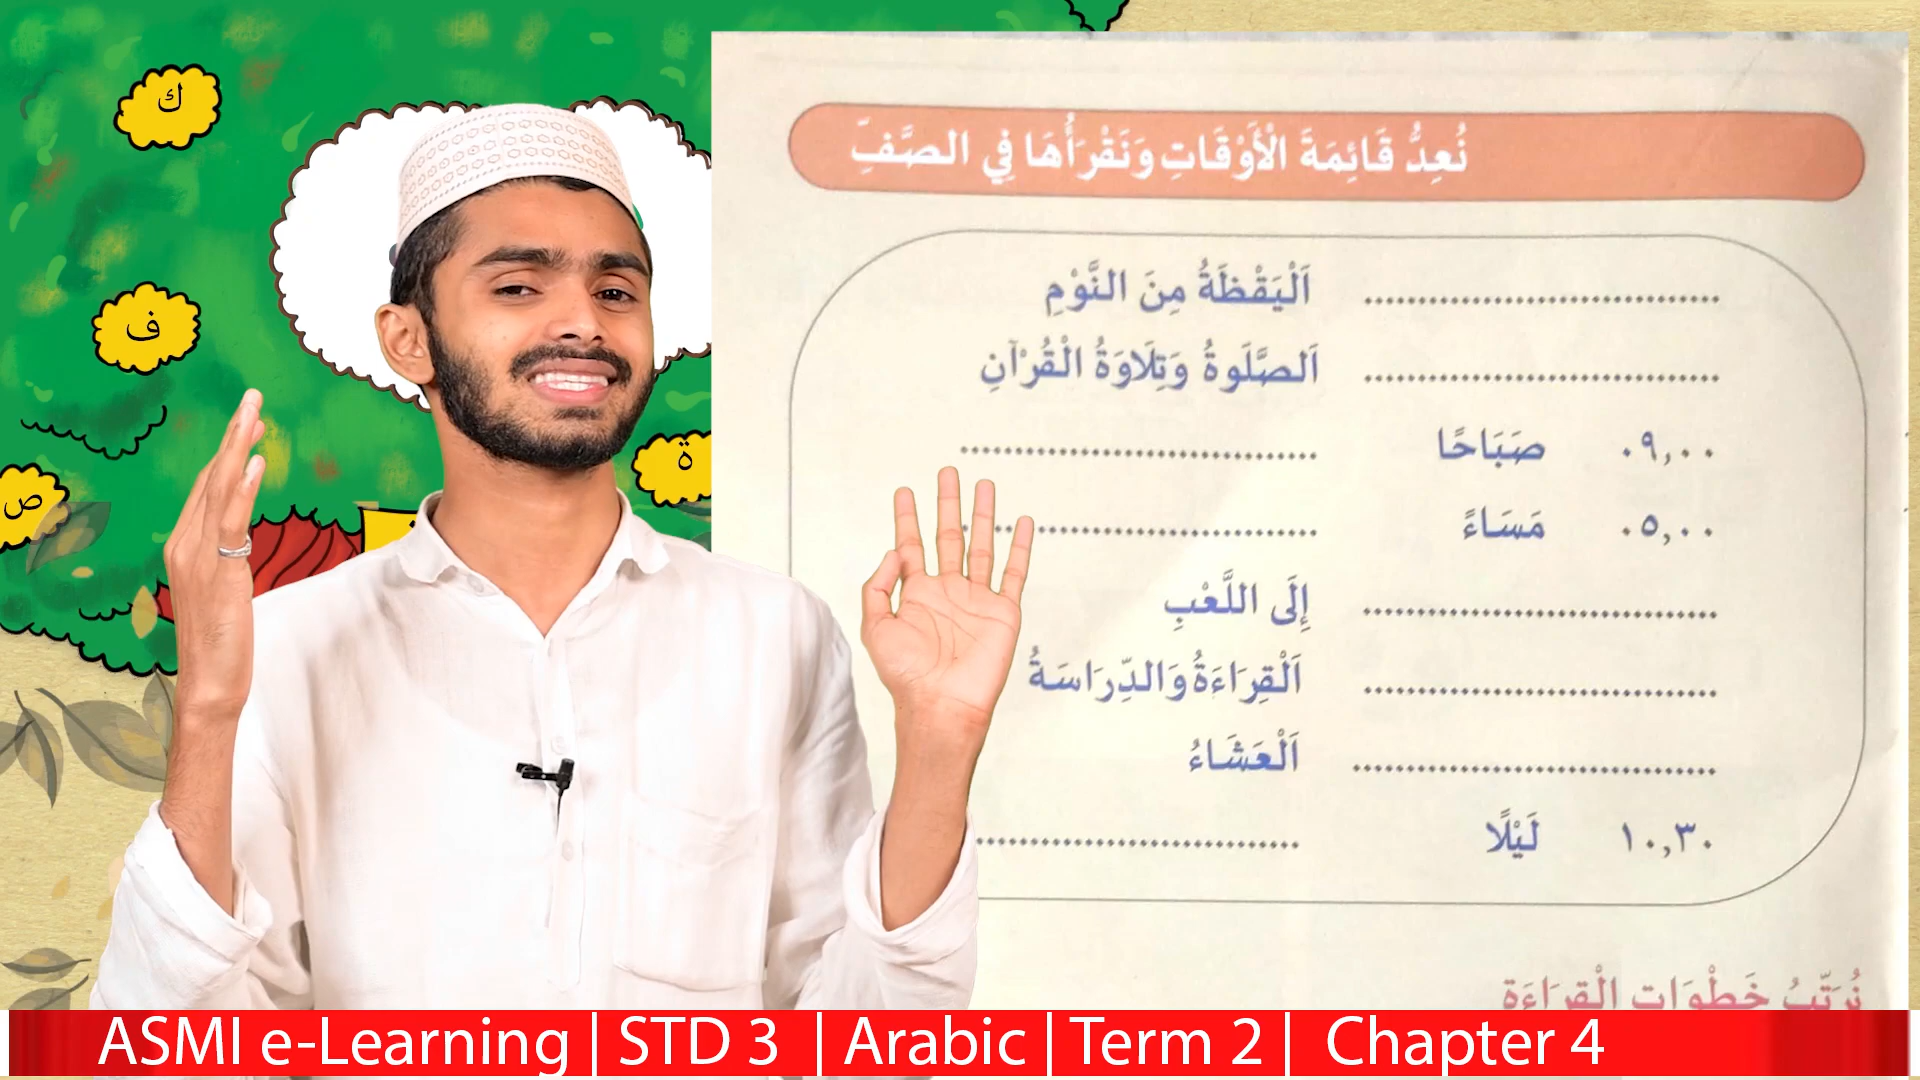 ك
ف
ص
ة
نُعِدُّ قَائِمَةَ الْأَوْقَاتِ وَنَقْرَأُهَا فِي الصَّفِّ
.................................... اَلْيَقْظَةُ مِنَ النَّوْمِ
.................................... اَلصَّلَوةُ وَتِلَاوَةُ الْقُرْآنِ
٠٩,٠٠ صَبَاحًا ....................................
٠٥,٠٠ مَسَاءً ....................................
.................................... إِلَى اللَّعْبِ
.................................... اَلْقِرَاءَةُ وَالدِّرَاسَةُ
.................................... اَلْعَشَاءُ
١٠,٣٠ لَيْلًا ....................................
نُرَتِّبُ خَطْوَاتِ الْقِرَاءَةِ
ASMI e-Learning | STD 3 | Arabic | Term 2 | Chapter 4